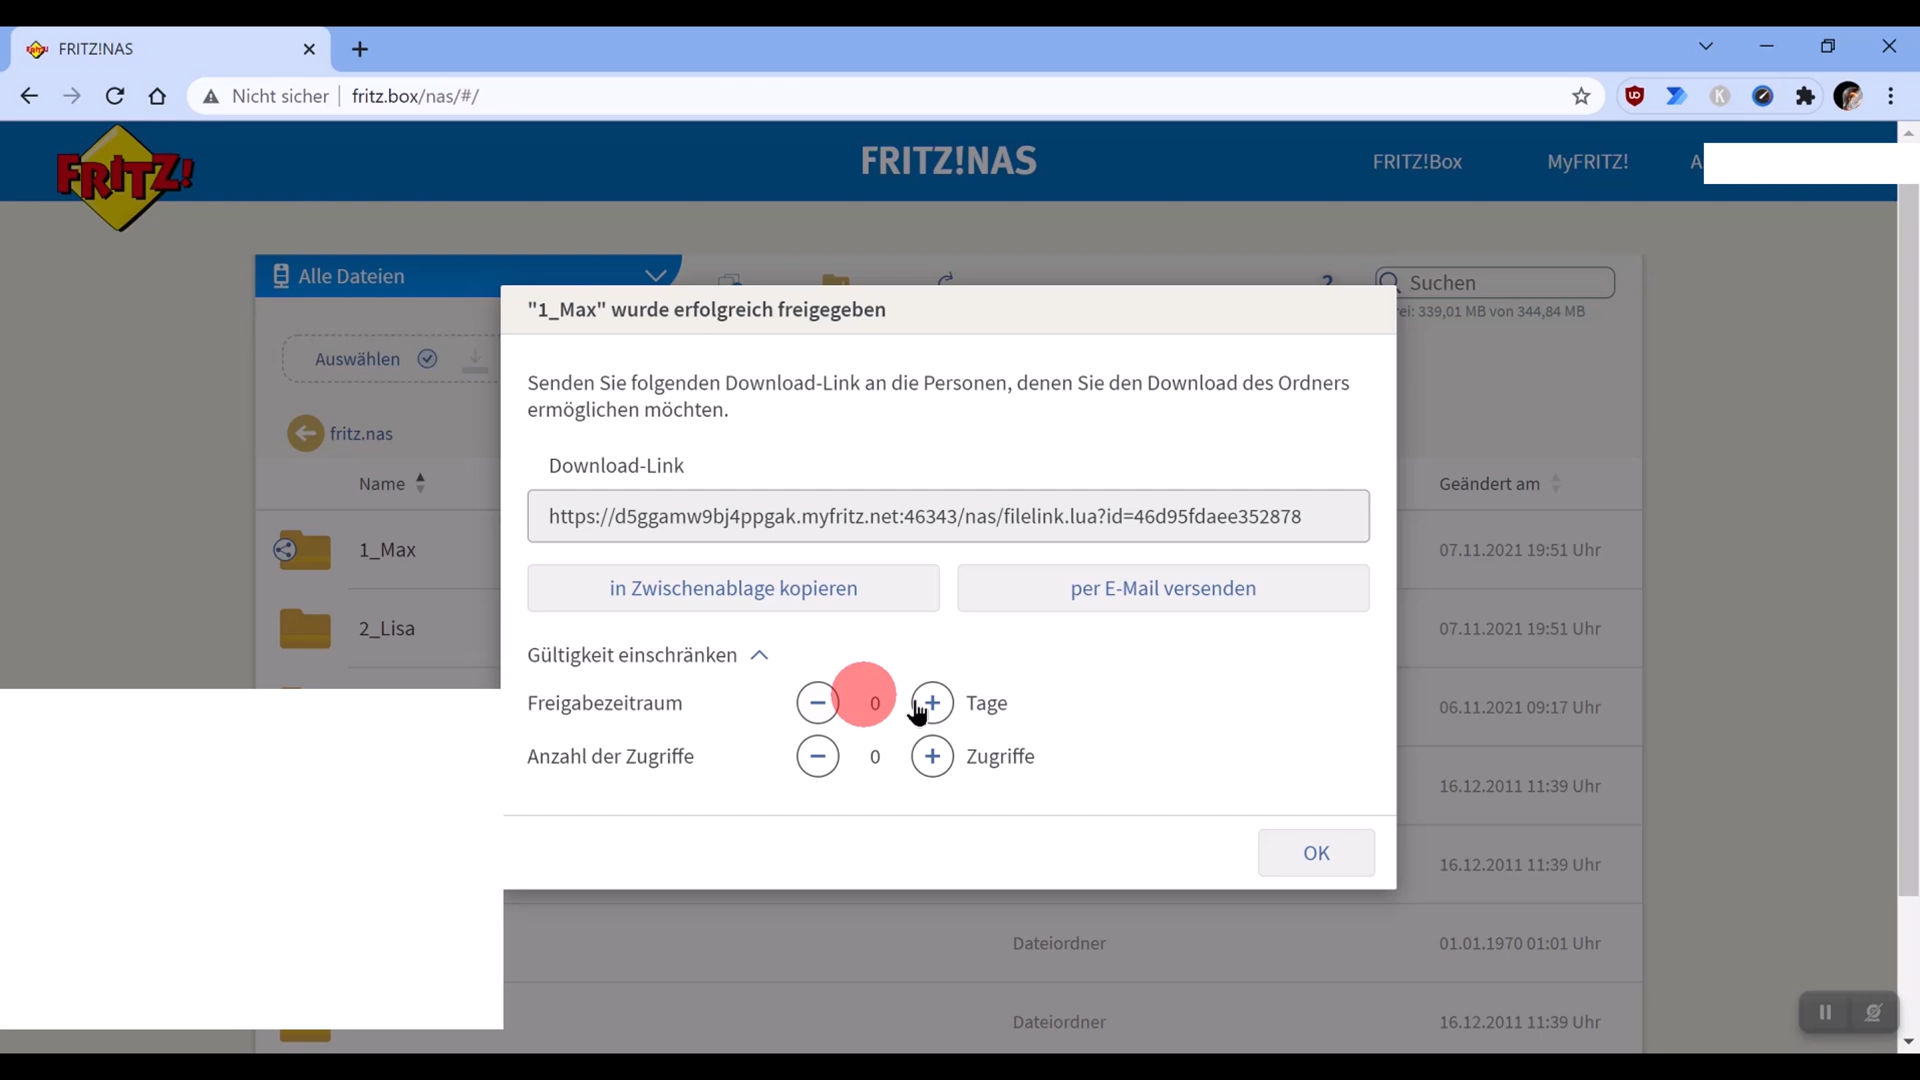 FRITZ!NAS
Nicht sicher
fritz.box/nas/#/
FRITZ!
FRITZ!NAS
FRITZ!Box
MyFRITZ!
A
Alle Dateien
?
Suchen
rei: 339,01 MB von 344,84 MB
"1_Max" wurde erfolgreich freigegeben
Auswählen
Senden Sie folgenden Download-Link an die Personen, denen Sie den Download des Ordners
ermöglichen möchten.
fritz.nas
Download-Link
Name
Geändert am
https://d5ggamw9bj4ppgak.myfritz.net:46343/nas/filelink.lua?id=46d95fdaee352878
1_Max
07.11.2021 19:51 Uhr
in Zwischenablage kopieren
per E-Mail versenden
2_Lisa
07.11.2021 19:51 Uhr
Gültigkeit einschränken
Freigabezeitraum
0
Tage
06.11.2021 09:17 Uhr
Anzahl der Zugriffe
0
Zugriffe
16.12.2011 11:39 Uhr
OK
16.12.2011 11:39 Uhr
Dateiordner
01.01.1970 01:01 Uhr
Dateiordner
16.12.2011 11:39 Uhr